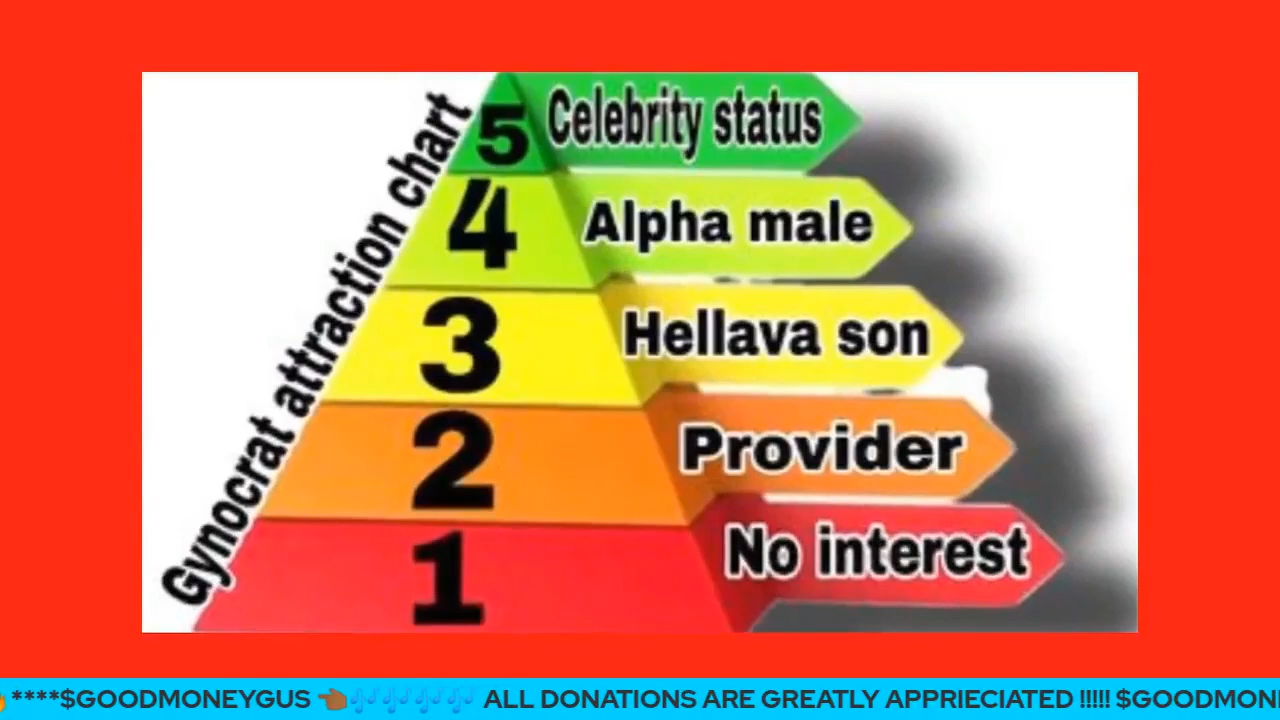 Gynocrat attraction chart
5 Celebrity status
4 Alpha male
3 Hellava son
2 Provider
1 No interest
****$GOODMONEYGUS 👈🏾🎶🎶🎶🎶🎶 ALL DONATIONS ARE GREATLY APPRIECIATED !!!!! $GOODMON